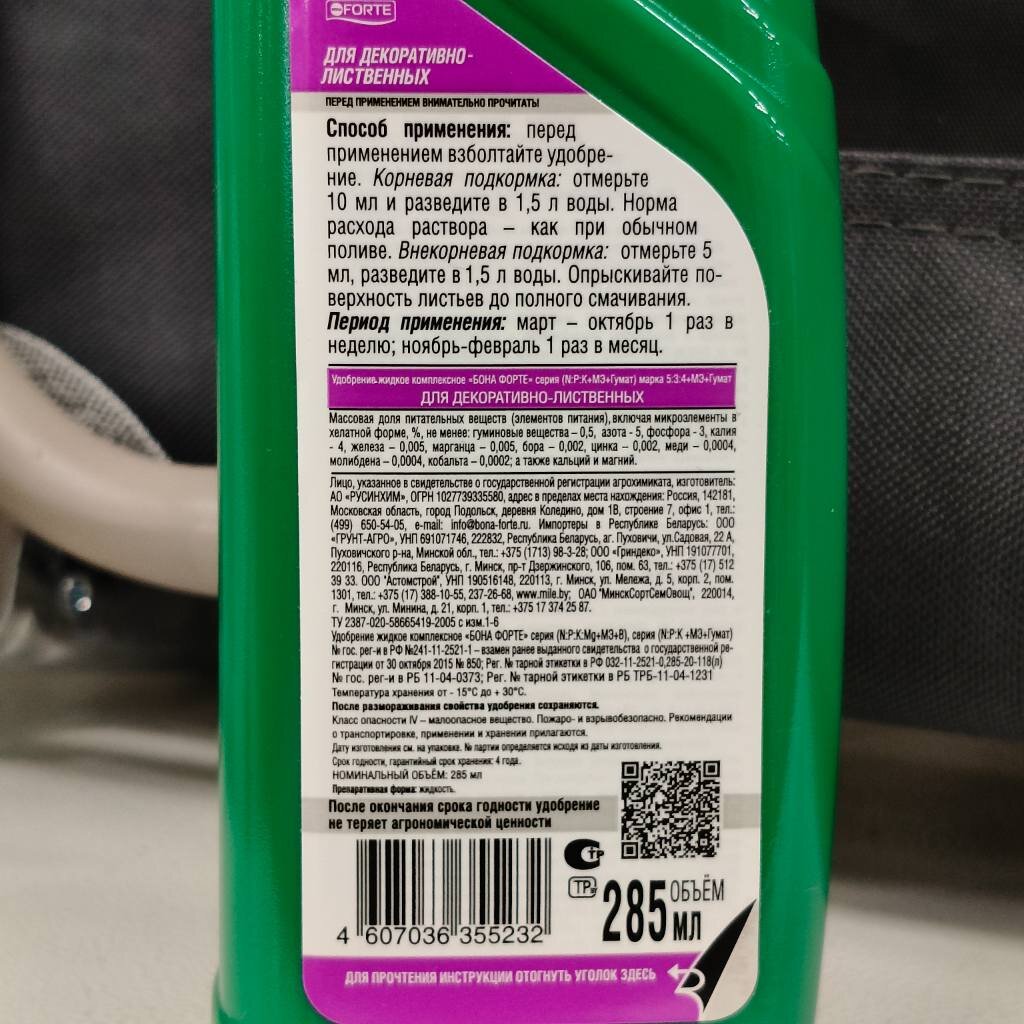 FORTE
ДЛЯ ДЕКОРАТИВНО-
ЛИСТВЕННЫХ
ПЕРЕД ПРИМЕНЕНИЕМ ВНИМАТЕЛЬНО ПРОЧИТАТЬ!
Способ применения: перед
применением взболтайте удобре-
ние. Корневая подкормка: отмерьте
10 мл и разведите в 1,5 л воды. Норма
расхода раствора – как при обычном
поливе. Внекорневая подкормка: отмерьте 5
мл, разведите в 1,5 л воды. Опрыскивайте по-
верхность листьев до полного смачивания.
Период применения: март – октябрь 1 раз в
неделю; ноябрь-февраль 1 раз в месяц.
Удобрение жидкое комплексное «БОНА ФОРТЕ» серия (N:P:K+МЭ+Гумат) марка 5:3:4+МЭ+Гумат
ДЛЯ ДЕКОРАТИВНО-ЛИСТВЕННЫХ
Массовая доля питательных веществ (элементов питания), включая микроэлементы в
хелатной форме, %, не менее: гуминовые вещества – 0,5, азота - 5, фосфора - 3, калия
- 4, железа – 0,005, марганца – 0,005, бора – 0,002, цинка – 0,002, меди – 0,0004,
молибдена – 0,0004, кобальта – 0,0002; а также кальций и магний.
Лицо, указанное в свидетельстве о государственной регистрации агрохимиката, изготовитель:
АО «РУСИНХИМ», ОГРН 1027739335580, адрес в пределах места нахождения: Россия, 142181,
Московская область, город Подольск, деревня Коледино, дом 1В, строение 7, офис 1, тел.:
(499) 650-54-05, e-mail: info@bona-forte.ru. Импортеры в Республике Беларусь: ООО
«ГРУНТ-АГРО», УНП 691071746, 222832, Республика Беларусь, аг. Пуховичи, ул.Садовая, 22 А,
Пуховичского р-на, Минской обл., тел.: +375 (1713) 98-3-28; ООО «Гриндеко», УНП 191077701,
220116, Республика Беларусь, г. Минск, пр-т Дзержинского, 106, пом. 63, тел.: +375 (17) 512
39 33. ООО "Астомстрой", УНП 190516148, 220113, г. Минск, ул. Мележа, д. 5, корп. 2, пом.
1301, тел.: +375 (17) 388-10-55, 237-26-68, www.mile.by; ОАО "МинскСортСемОвощ", 220014,
г. Минск, ул. Минина, д. 21, корп. 1, тел.: +375 17 374 25 87.
ТУ 2387-020-58665419-2005 с изм.1-6
Удобрение жидкое комплексное «БОНА ФОРТЕ» серия (N:P:K:Mg+МЭ+В), серия (N:P:K +МЭ+Гумат)
№ гос. рег-и в РФ №241-11-2521-1 – взамен ранее выданного свидетельства о государственной ре-
гистрации от 30 октября 2015 № 850; Рег. № тарной этикетки в РФ 032-11-2521-0,285-20-118(л)
№ гос. рег-и в РБ 11-04-0373; Рег. № тарной этикетки в РБ ТРБ-11-04-1231
Температура хранения от - 15°С до + 30°С.
После размораживания свойства удобрения сохраняются.
Класс опасности IV – малоопасное вещество. Пожаро- и взрывобезопасно. Рекомендации
о транспортировке, применении и хранении прилагаются.
Дату изготовления см. на упаковке. № партии определяется исходя из даты изготовления.
Срок годности, гарантийный срок хранения: 4 года.
НОМИНАЛЬНЫЙ ОБЪЁМ: 285 мл
Препаративная форма: жидкость.
После окончания срока годности удобрение
не теряет агрономической ценности
ТР
ТР
285 ОБЪЁМ
МЛ
4 607036 355232
ДЛЯ ПРОЧТЕНИЯ ИНСТРУКЦИИ ОТОГНУТЬ УГОЛОК ЗДЕСЬ